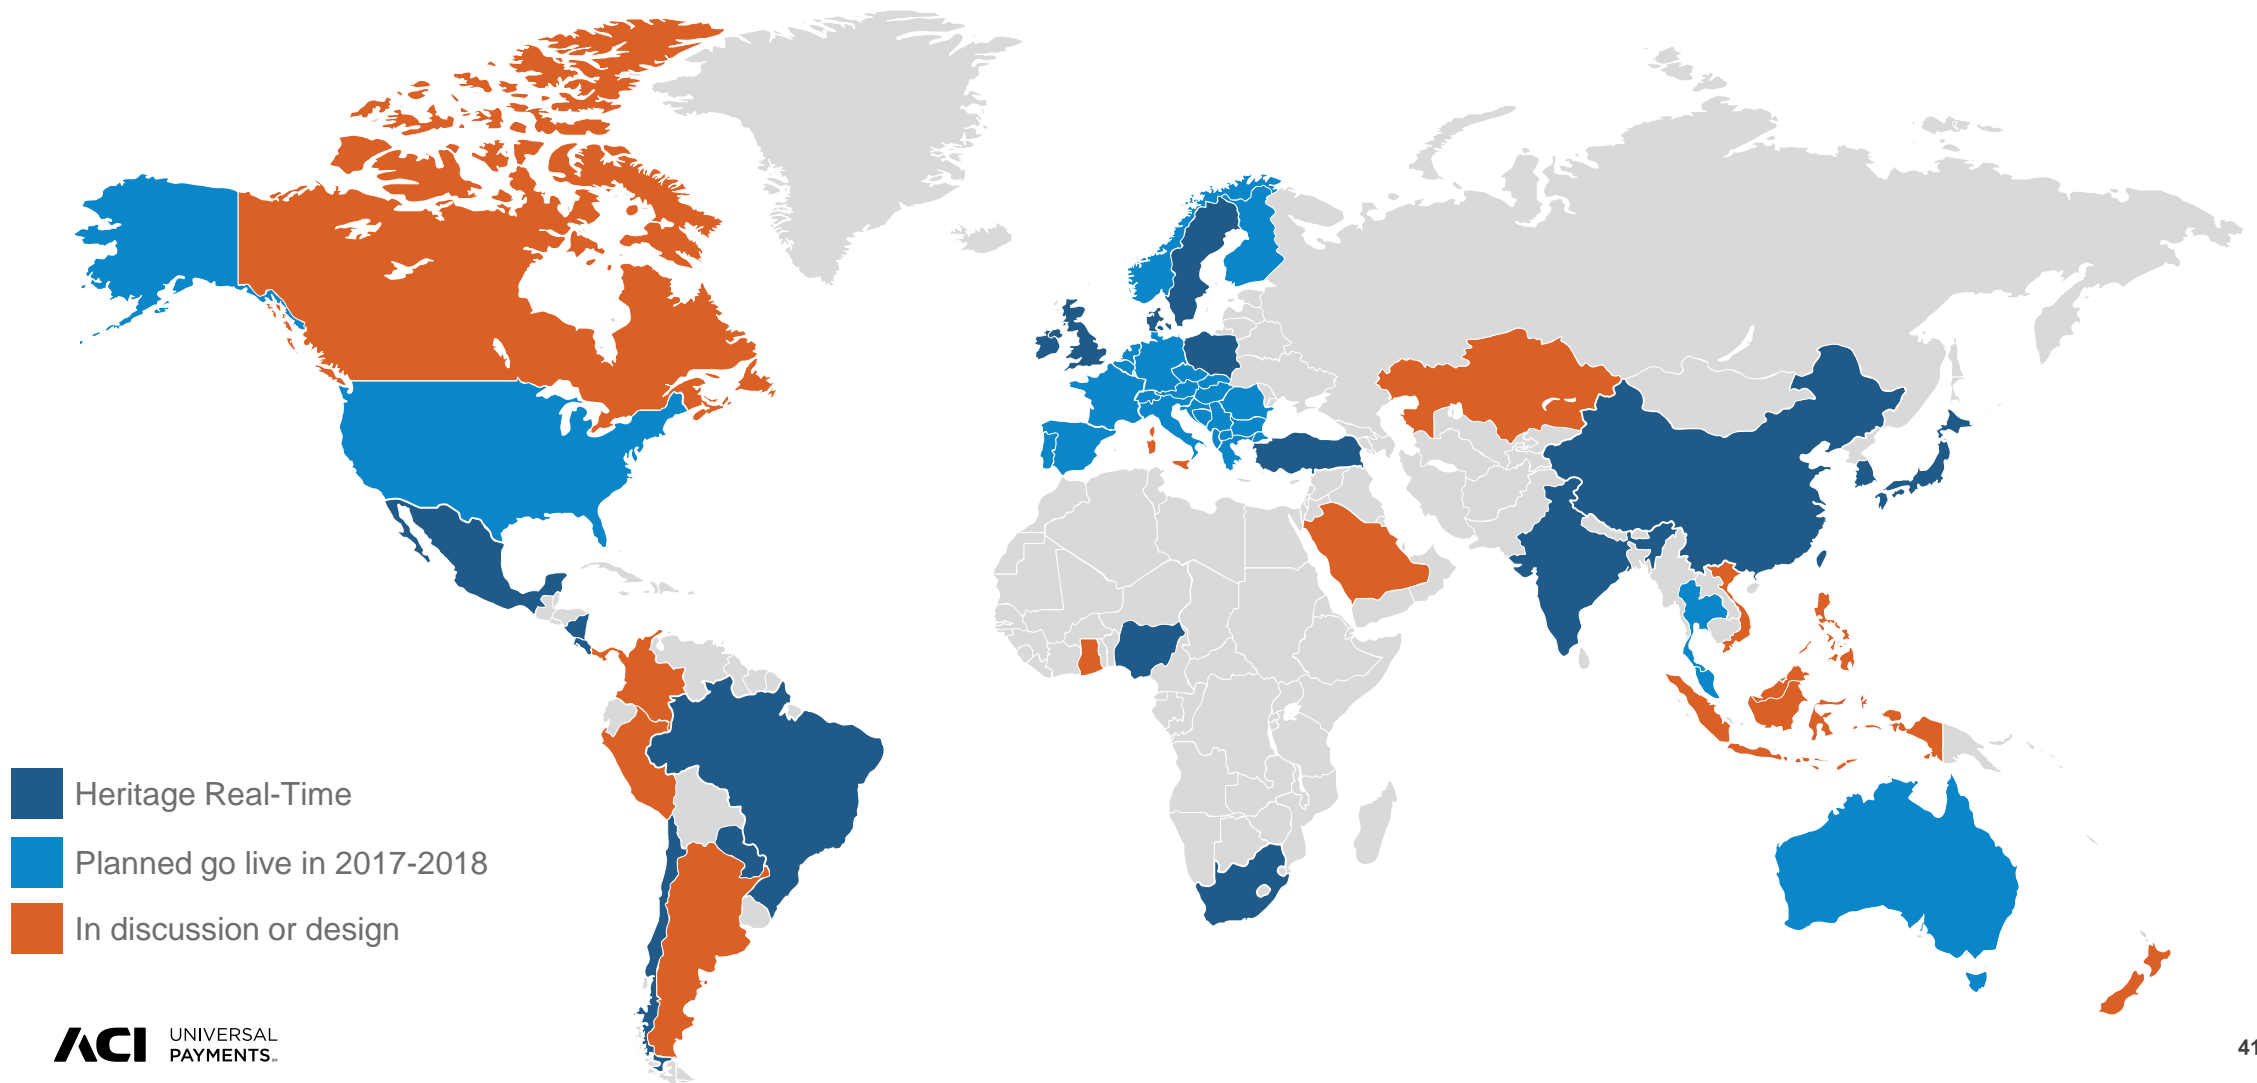 Heritage Real-Time
Planned go live in 2017-2018
In discussion or design
ACI UNIVERSAL
PAYMENTS
41